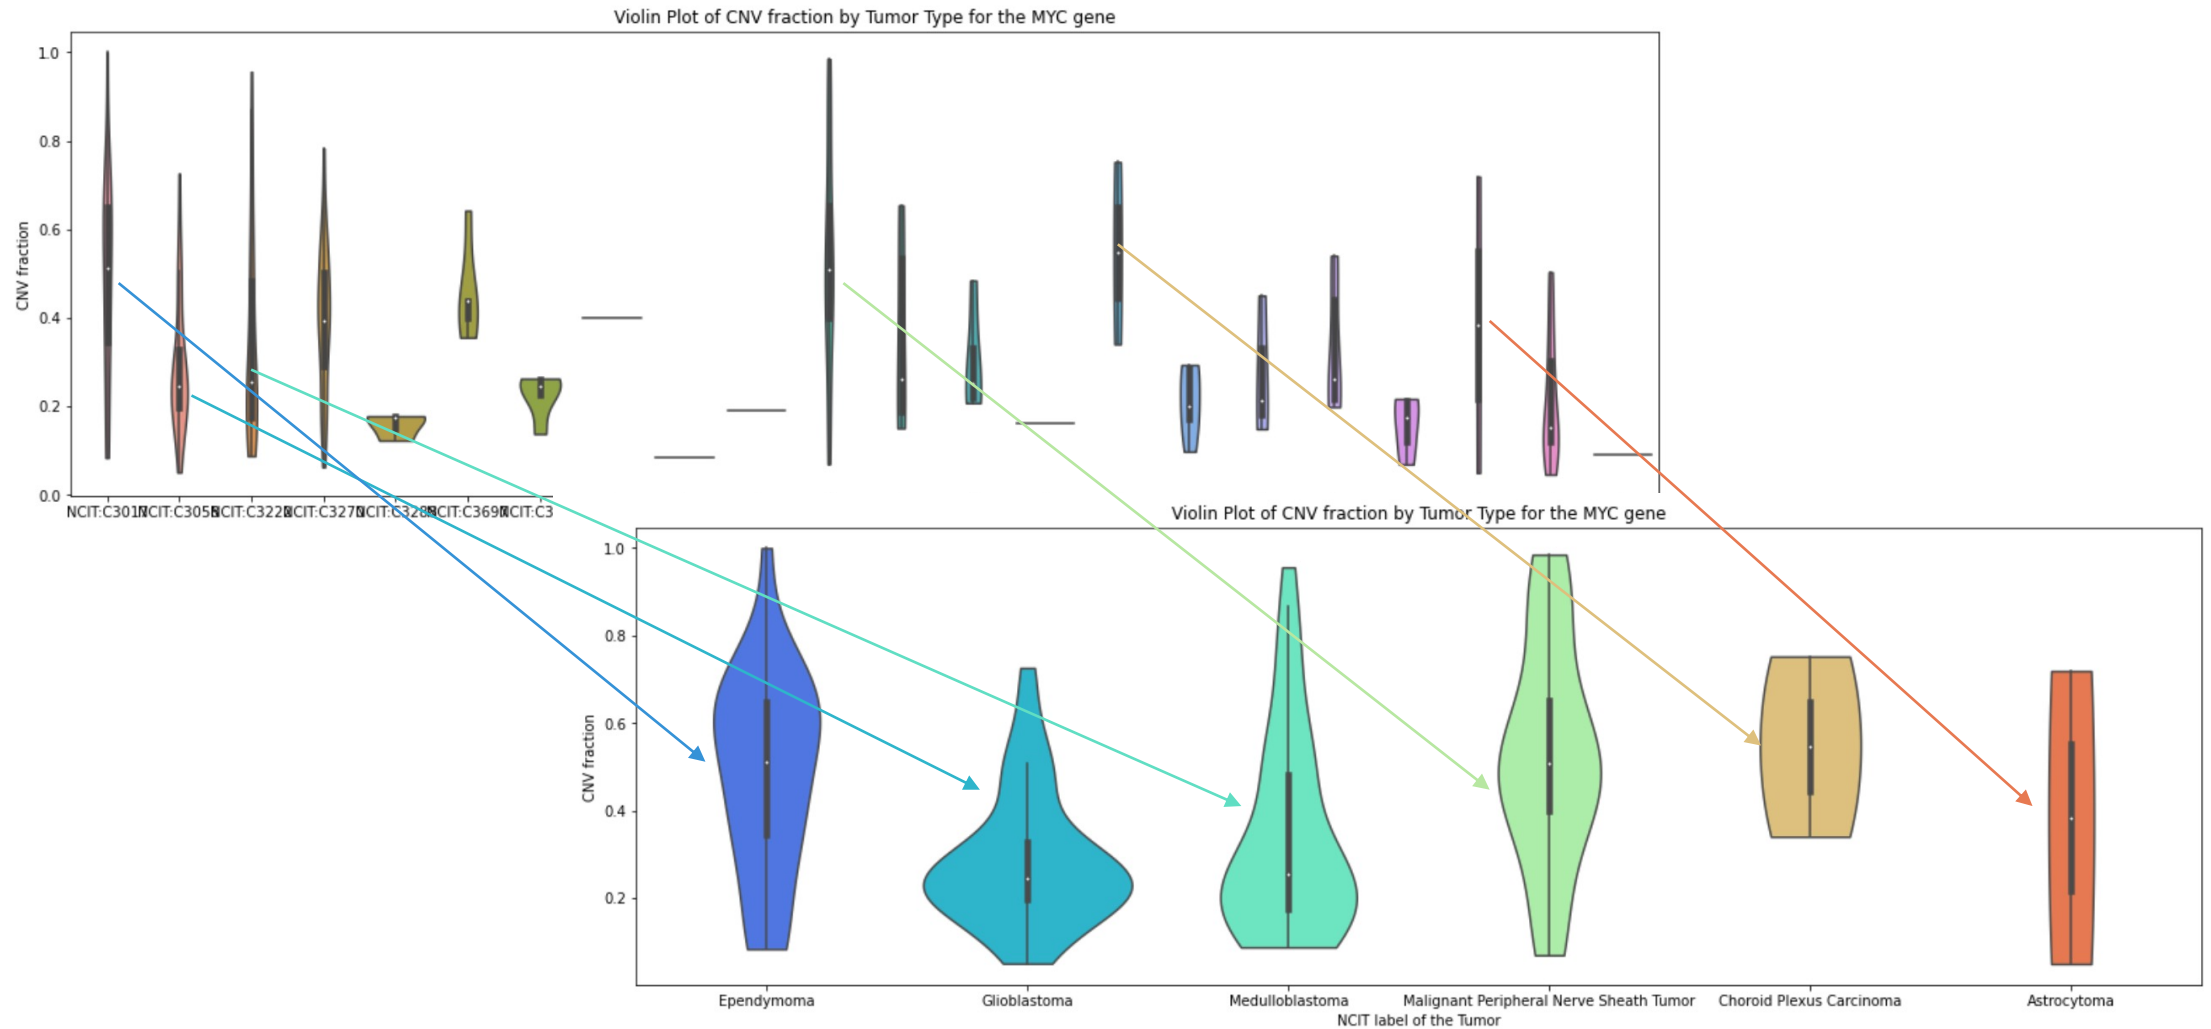 Violin Plot of CNV fraction by Tumor Type for the MYC gene
CNV fraction
1.0
0.8
0.6
0.4
0.2
0.0
NCIT:C3017 NCIT:C3058 NCIT:C3222 NCIT:C3270 NCIT:C3697 NCIT:C3
Violin Plot of CNV fraction by Tumor Type for the MYC gene
CNV fraction
1.0
0.8
0.6
0.4
0.2
Ependymoma Glioblastoma Medulloblastoma Malignant Peripheral Nerve Sheath Tumor Choroid Plexus Carcinoma Astrocytoma
NCIT label of the Tumor